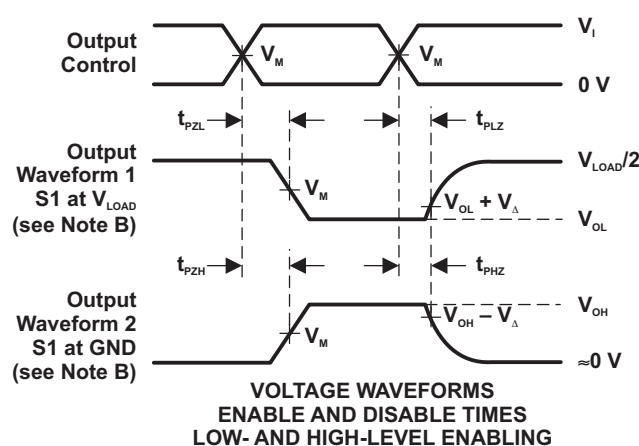 Output
Control
V_M
V_M
V_I
0 V
t_PZL
t_PLZ
Output
Waveform 1
S1 at V_LOAD
(see Note B)
V_M
V_LOAD/2
V_OL + V_Δ
V_OL
t_PZH
t_PHZ
Output
Waveform 2
S1 at GND
(see Note B)
V_M
V_OH
V_OH – V_Δ
≈0 V
VOLTAGE WAVEFORMS
ENABLE AND DISABLE TIMES
LOW- AND HIGH-LEVEL ENABLING